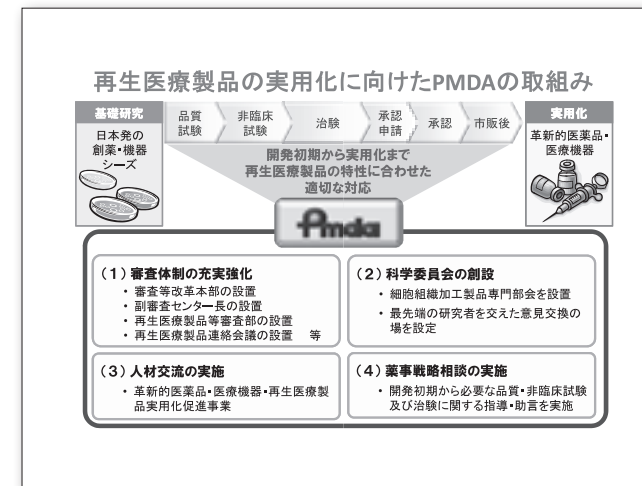 再生医療製品の実用化に向けたPMDAの取組み
基礎研究
日本発の
創薬・機器
シーズ
品質
試験
非臨床
試験
治験
承認
申請
承認
市販後
実用化
革新的医薬品・
医療機器
開発初期から実用化まで
再生医療製品の特性に合わせた
適切な対応
Pmda
(1)審査体制の充実強化
・ 審査等改革本部の設置
・ 副審査センター長の設置
・ 再生医療製品等審査部の設置
・ 再生医療製品連絡会議の設置 等
(2)科学委員会の創設
・ 細胞組織加工製品専門部会を設置
・ 最先端の研究者を交えた意見交換の
場を設定
(3)人材交流の実施
・ 革新的医薬品・医療機器・再生医療製
品実用化促進事業
(4)薬事戦略相談の実施
・ 開発初期から必要な品質・非臨床試験
及び治験に関する指導・助言を実施